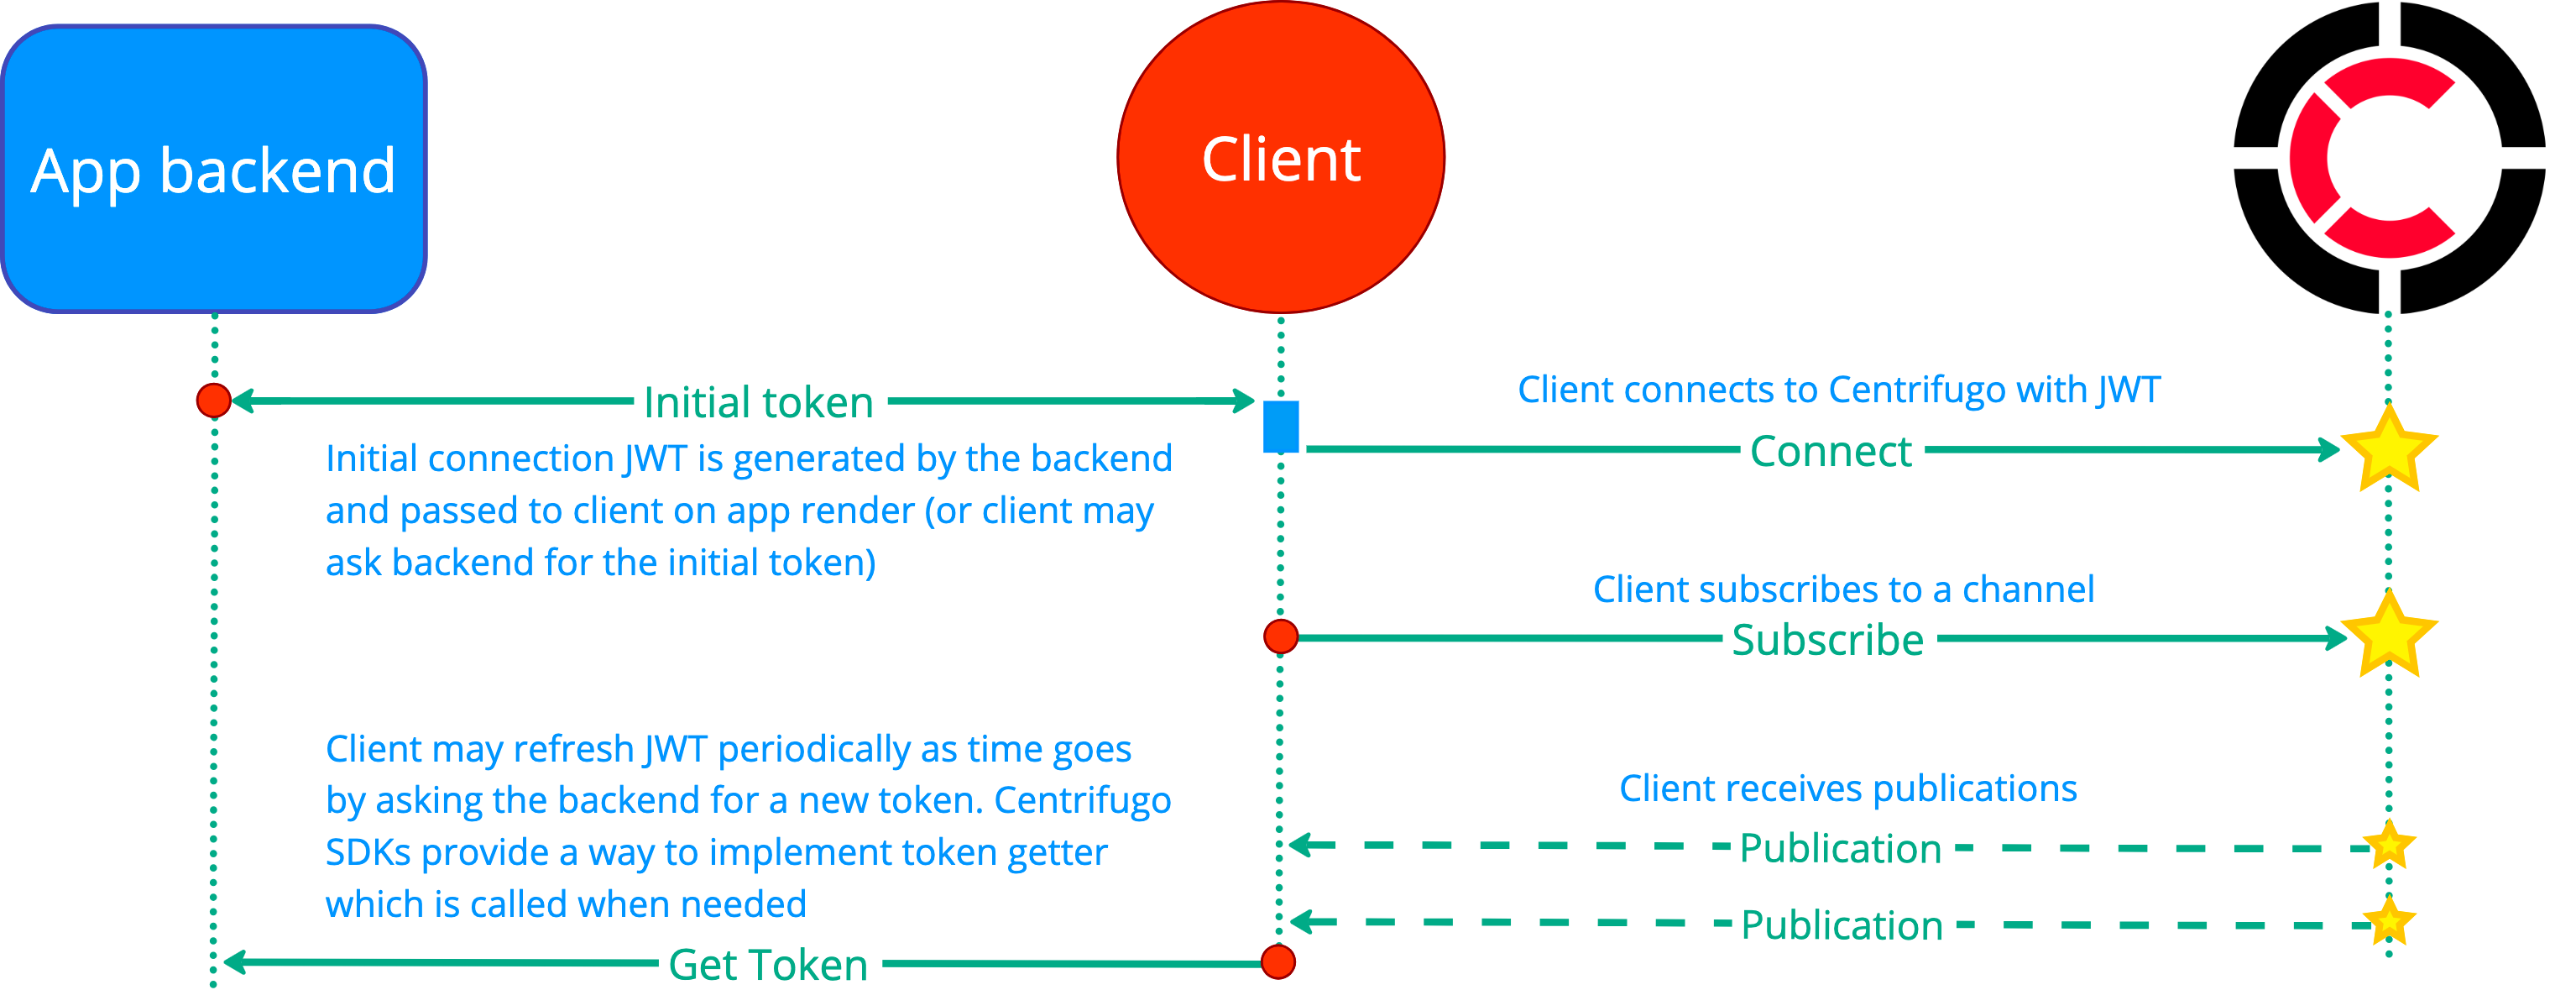 App backend
Client
Initial token
Initial connection JWT is generated by the backend
and passed to client on app render (or client may
ask backend for the initial token)
Client connects to Centrifugo with JWT
Connect
Client subscribes to a channel
Subscribe
Client may refresh JWT periodically as time goes
by asking the backend for a new token. Centrifugo
SDKs provide a way to implement token getter
which is called when needed
Client receives publications
Publication
Publication
Get Token